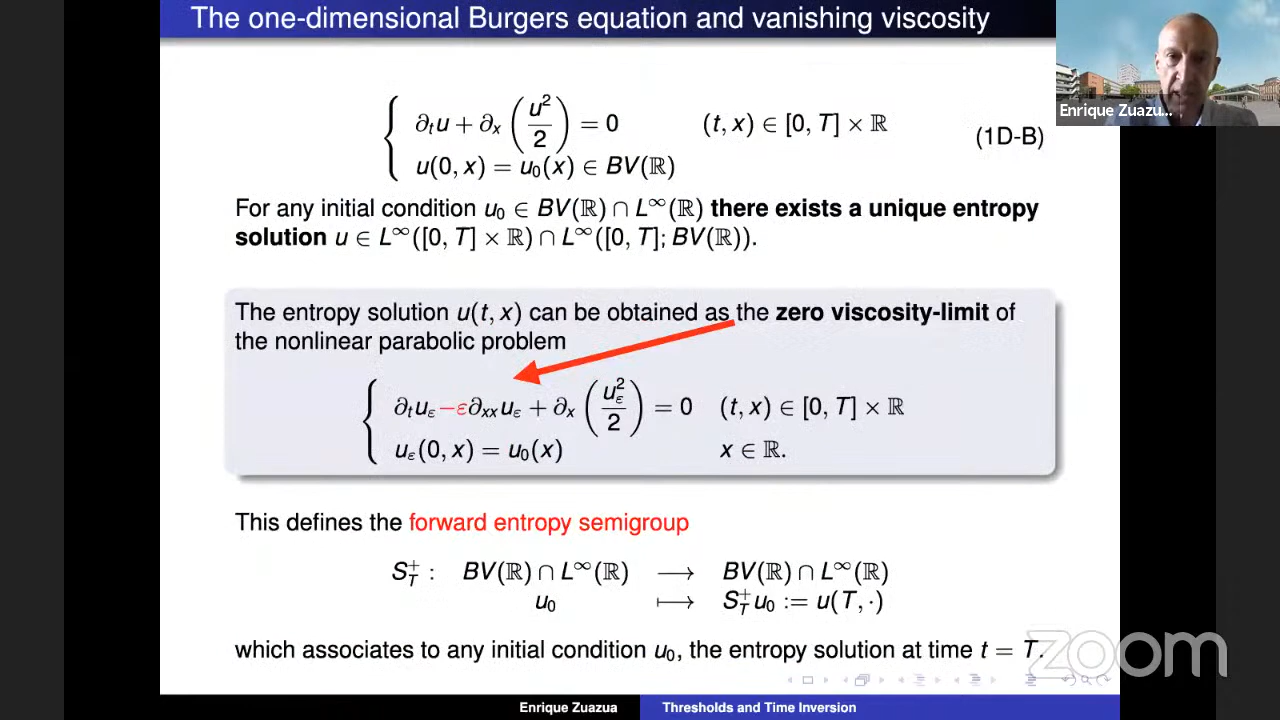 The one-dimensional Burgers equation and vanishing viscosity
Enrique Zuazu...
∂ₜu + ∂ₓ (u²/2) = 0 (t, x) ∈ [0, T] × ℝ
(1D-B)
u(0, x) = u₀(x) ∈ BV(ℝ)
For any initial condition u₀ ∈ BV(ℝ) ∩ L^∞(ℝ) there exists a unique entropy
solution u ∈ L^∞([0, T] × ℝ) ∩ L^∞([0, T]; BV(ℝ)).
The entropy solution u(t, x) can be obtained as the zero viscosity-limit of
the nonlinear parabolic problem
∂ₜu_ε −ε∂ₓₓu_ε + ∂ₓ (u_ε²/2) = 0 (t, x) ∈ [0, T] × ℝ
u_ε(0, x) = u₀(x) x ∈ ℝ.
This defines the forward entropy semigroup
S_T^+ : BV(ℝ) ∩ L^∞(ℝ) ⟶ BV(ℝ) ∩ L^∞(ℝ)
u₀ ⟼ S_T^+ u₀ := u(T, ·)
which associates to any initial condition u₀, the entropy solution at time t = T.
zoom
Enrique Zuazua Thresholds and Time Inversion